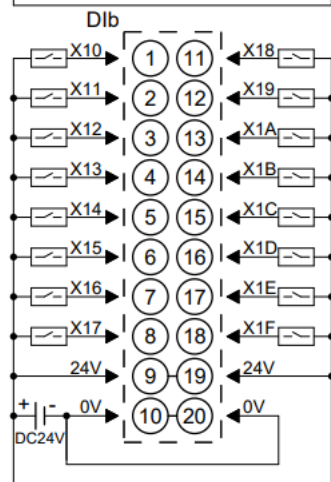 DIb
X10 1 11 X18
X11 2 12 X19
X12 3 13 X1A
X13 4 14 X1B
X14 5 15 X1C
X15 6 16 X1D
X16 7 17 X1E
X17 8 18 X1F
24V 9 19 24V
+ - 0V 10 20 0V
DC24V